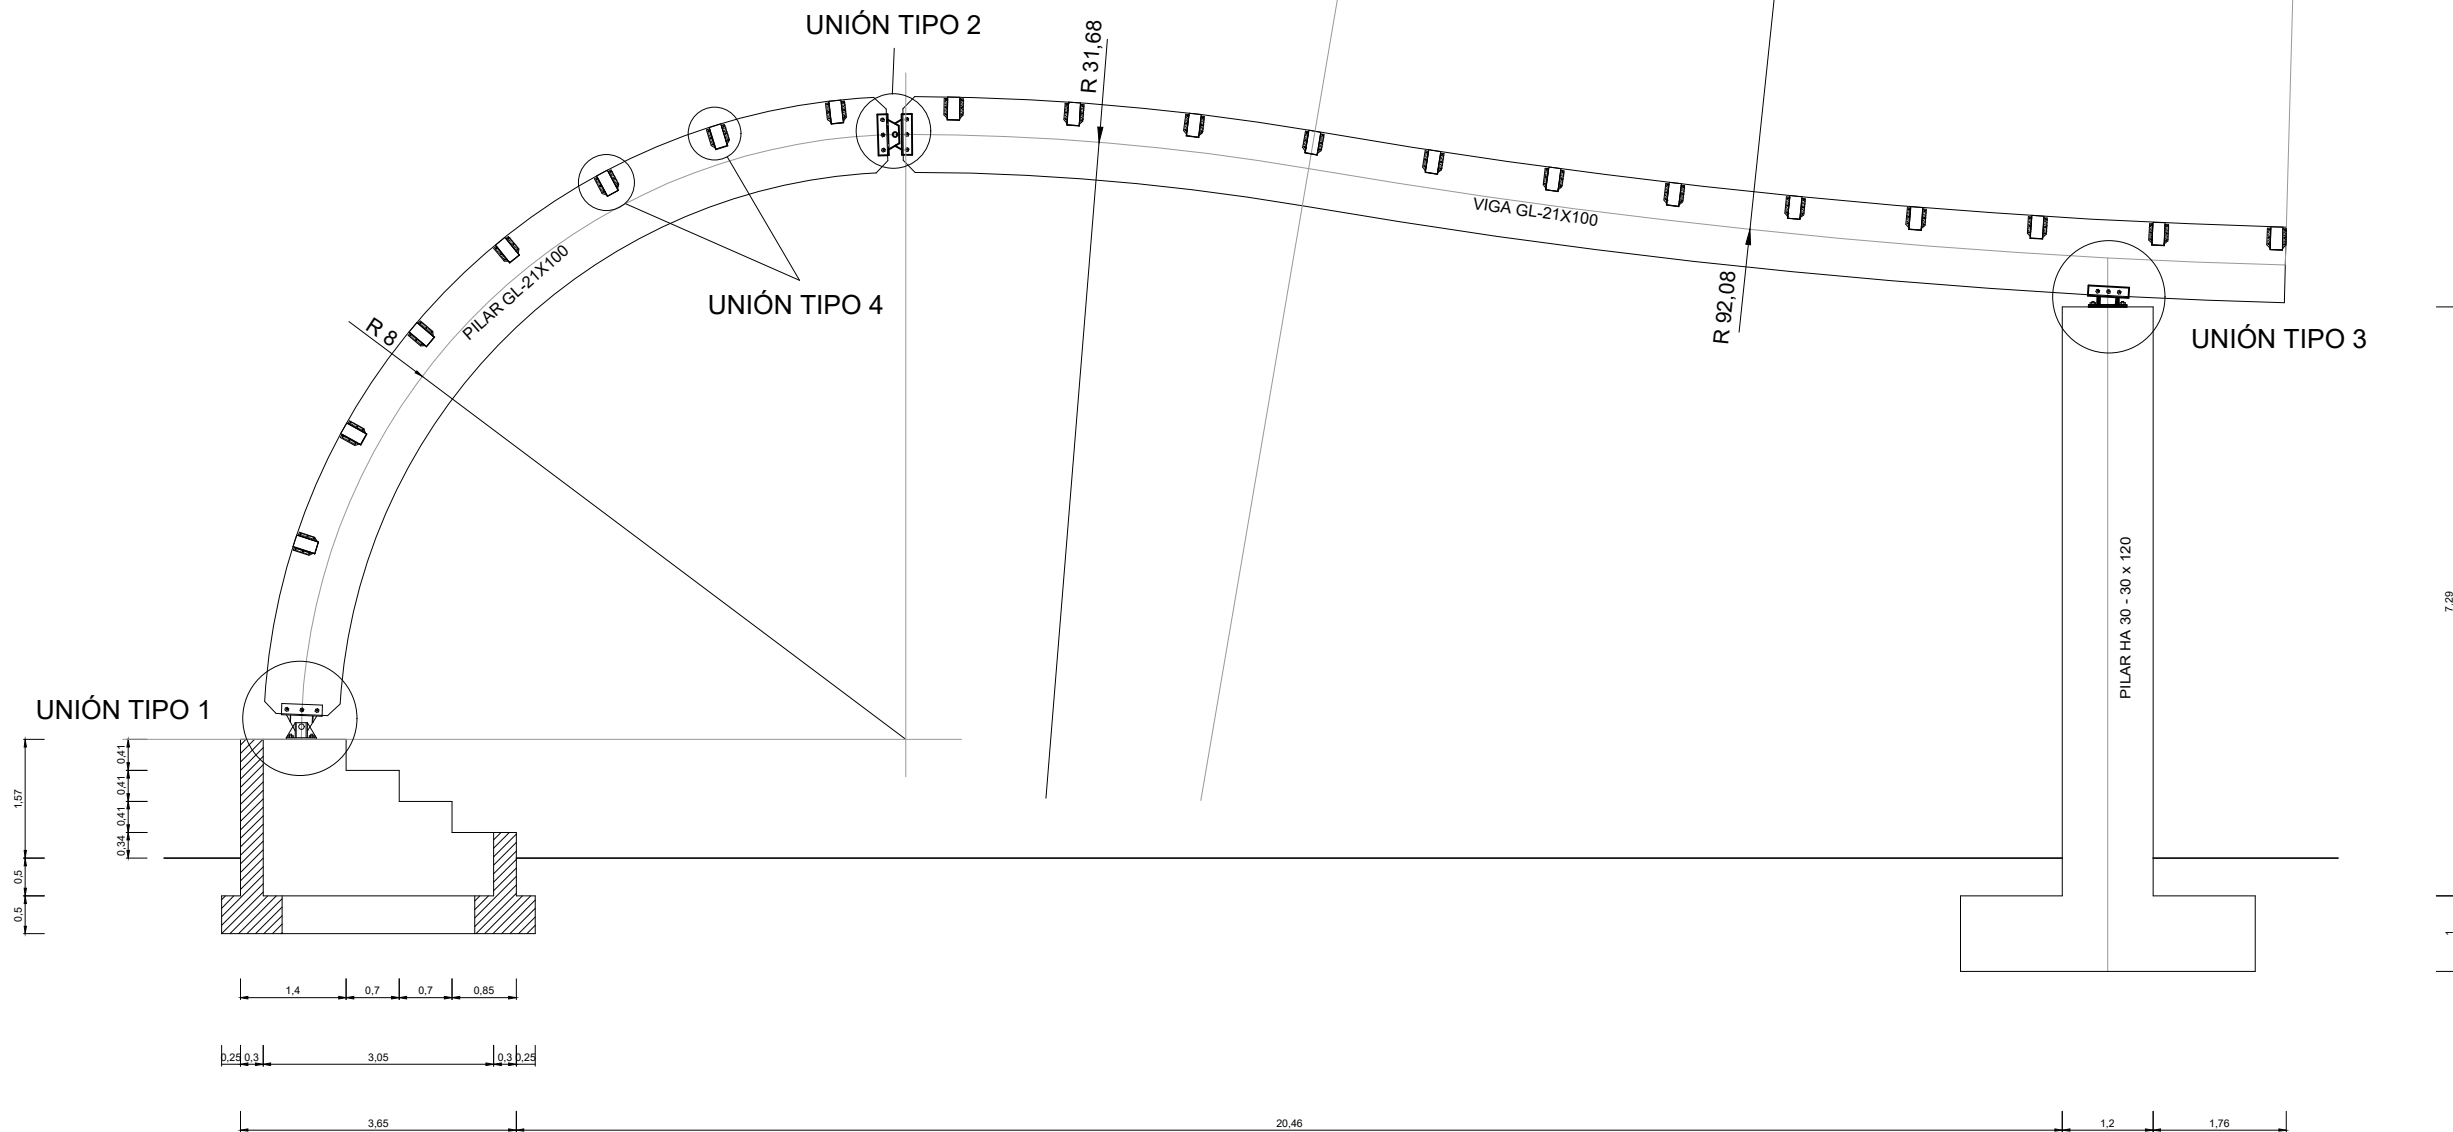 UNIÓN TIPO 2
R 31,68
VIGA GL-21X100
PILAR GL-21X100
UNIÓN TIPO 4
R 8
R 92,08
UNIÓN TIPO 3
PILAR HA 30 - 30 x 120
7,29
UNIÓN TIPO 1
1,57
0,5
0,5
0,41
0,41
0,41
0,34
1
1,4 0,7 0,7 0,85
0,25 0,3 3,05 0,3 0,25
3,65 20,46 1,2 1,76